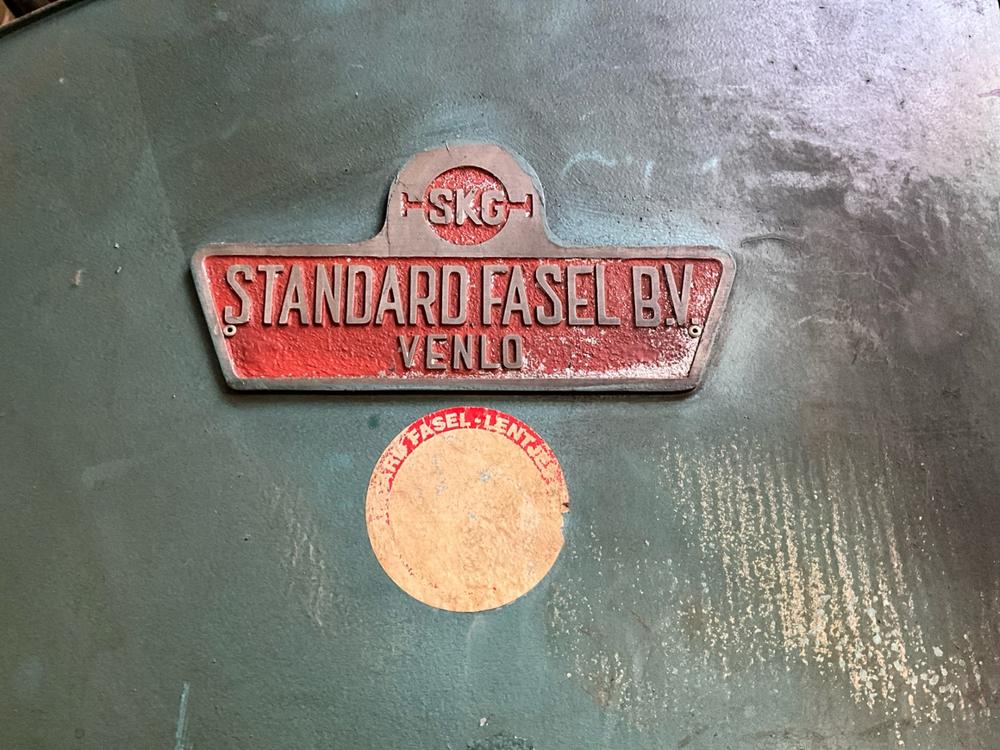 SKG
STANDARD FASEL B.V.
VENLO
FASEL·LENTJES